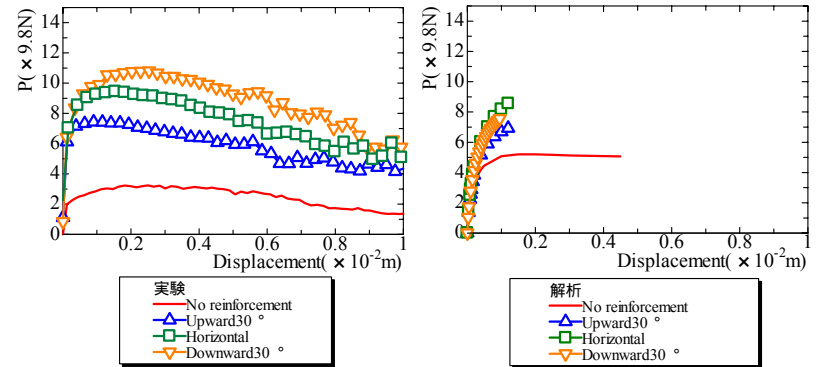 P( × 9.8N)
14
12
10
8
6
4
2
0
0.2 0.4 0.6 0.8 1
Displacement( × 10-2m)
実験
No reinforcement
Upward30 °
Horizontal
Downward30 °
P( × 9.8N)
14
12
10
8
6
4
2
0
0.2 0.4 0.6 0.8 1
Displacement( × 10-2m)
解析
No reinforcement
Upward30 °
Horizontal
Downward30 °